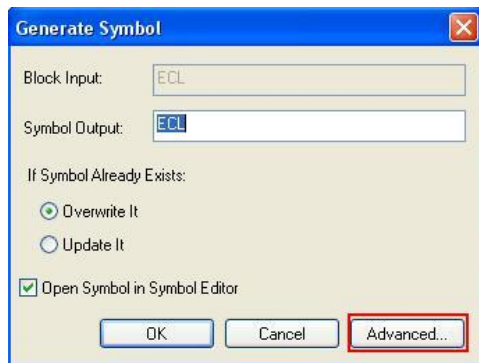 Generate Symbol
Block Input: ECL
Symbol Output: ECL
If Symbol Already Exists:
Overwrite It
Update It
Open Symbol in Symbol Editor
OK Cancel Advanced...